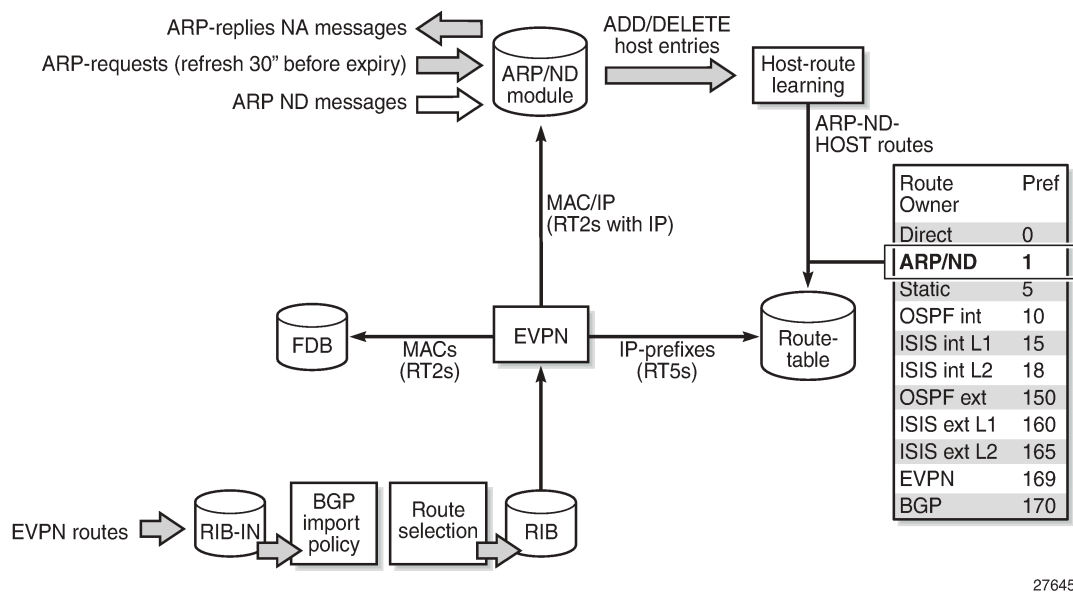 ARP-replies NA messages
ARP-requests (refresh 30” before expiry)
ARP ND messages
ARP/ND
module
ADD/DELETE
host entries
Host-route
learning
ARP-ND-
HOST routes
MAC/IP
(RT2s with IP)
Route Pref
Owner
Direct 0
ARP/ND 1
Static 5
OSPF int 10
ISIS int L1 15
ISIS int L2 18
OSPF ext 150
ISIS ext L1 160
ISIS ext L2 165
EVPN 169
BGP 170
FDB
MACs
(RT2s)
EVPN
IP-prefixes
(RT5s)
Route-
table
EVPN routes
RIB-IN
BGP
import
policy
Route
selection
RIB
27645